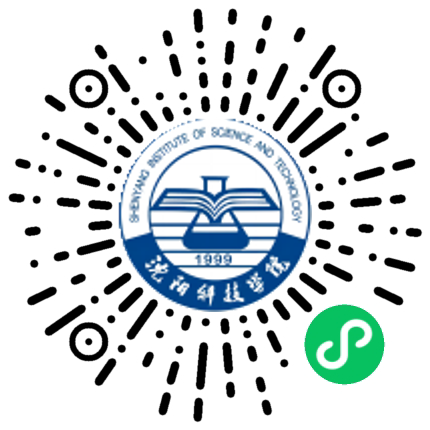 SHENYANG INSTITUTE OF SCIENCE AND TECHNOLOGY
1999
沈阳科技学院